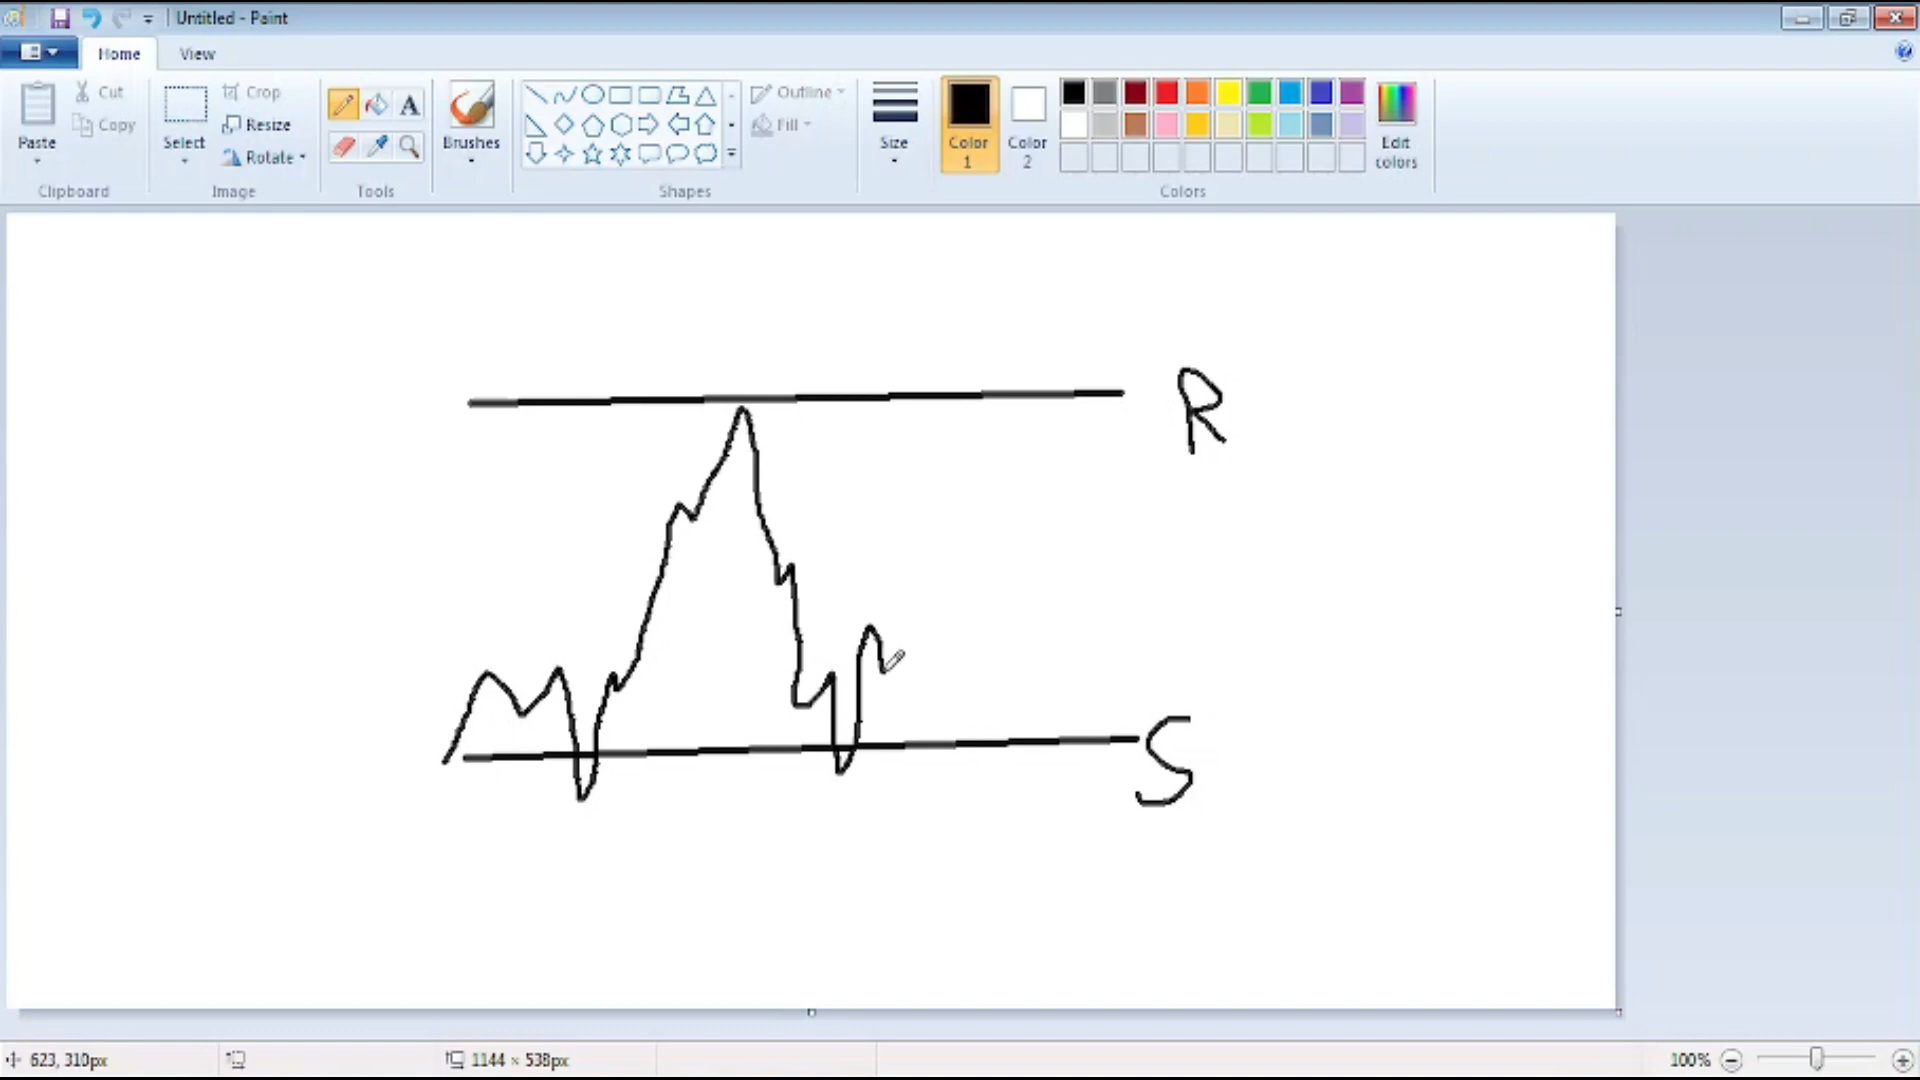 Untitled - Paint
Home View
Paste
Cut
Copy
Clipboard
Select
Crop
Resize
Rotate
Image
A
Tools
Brushes
Shapes
Outline
Fill
Size
Color 1
Color 2
Edit colors
Colors
R
S
623, 310px
1144 × 538px
100%